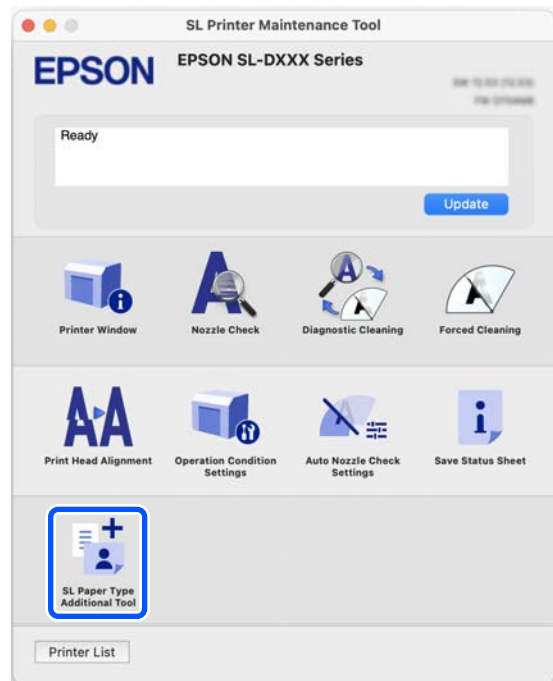 SL Printer Maintenance Tool
EPSON
EPSON SL-DXXX Series
Ready
Update
Printer Window
Nozzle Check
Diagnostic Cleaning
Forced Cleaning
Print Head Alignment
Operation Condition
Settings
Auto Nozzle Check
Settings
Save Status Sheet
SL Paper Type
Additional Tool
Printer List